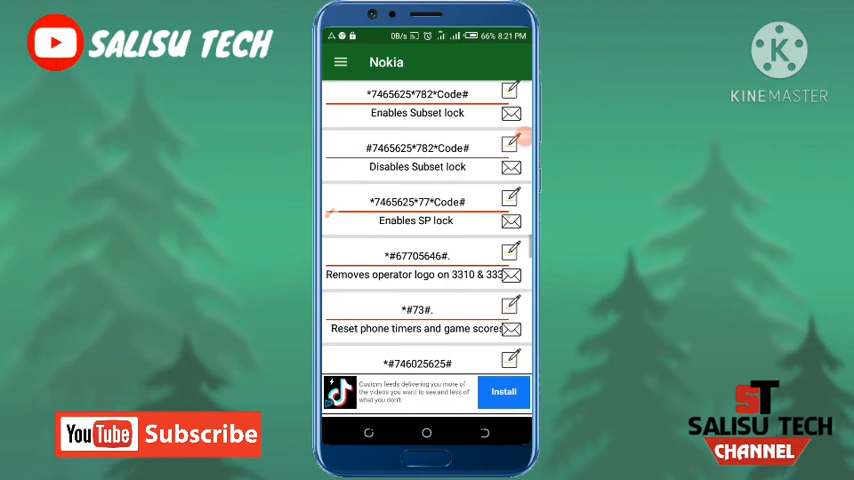 SALISU TECH
0B/s 66% 8:21 PM
Nokia
*7465625*782*Code#
Enables Subset lock
#7465625*782*Code#
Disables Subset lock
*7465625*77*Code#
Enables SP lock
*#67705646#.
Removes operator logo on 3310 & 333
*#73#.
Reset phone timers and game scores
*#746025625#
Custom feeds delivering you more of
the videos you want to see,and less of
what you don't.
Install
YouTube Subscribe
K
KINEMASTER
ST
SALISU TECH
CHANNEL